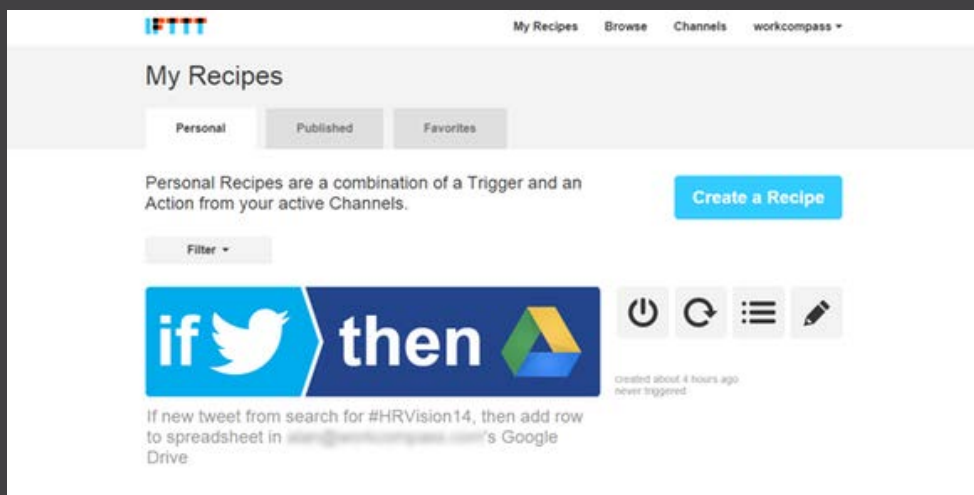 IFTTT
My Recipes Browse Channels workcompass
My Recipes
Personal Published Favorites
Personal Recipes are a combination of a Trigger and an
Action from your active Channels.
Create a Recipe
Filter
if then
created about 4 hours ago
never triggered
If new tweet from search for #HRVision14, then add row
to spreadsheet in 's Google
Drive